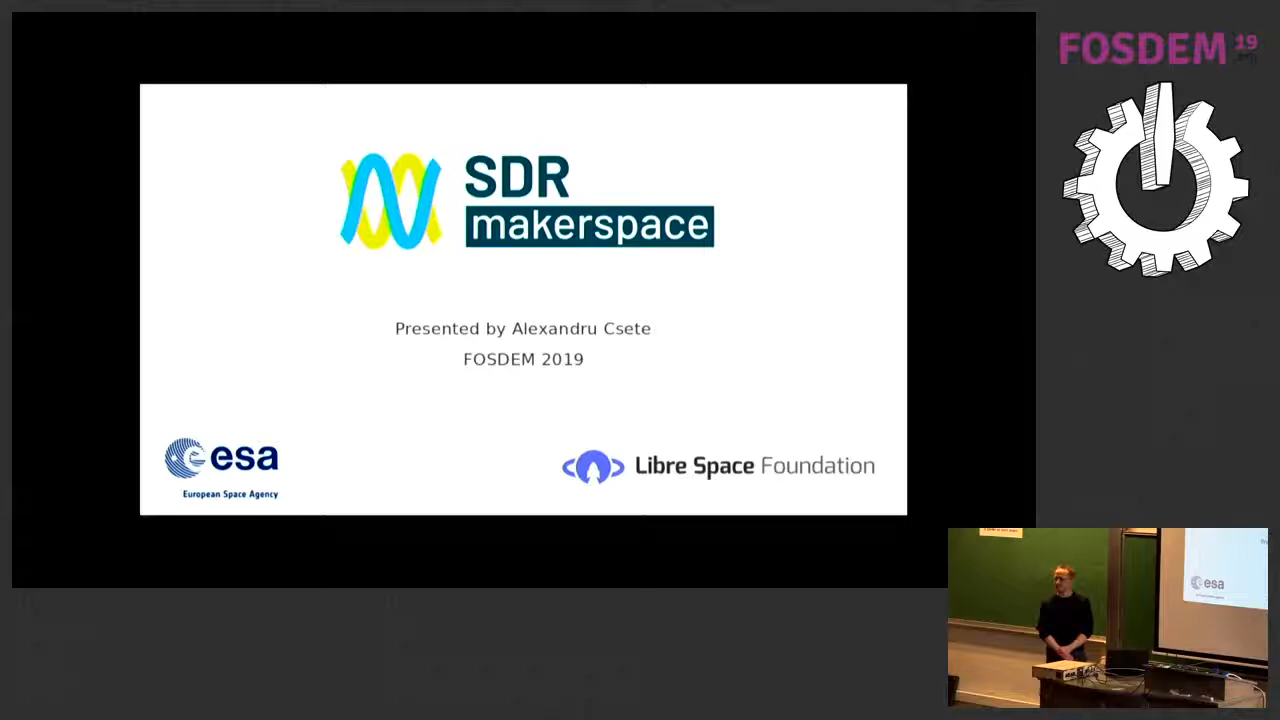 FOSDEM 19
SDR
makerspace
Presented by Alexandru Csete
FOSDEM 2019
esa
European Space Agency
Libre Space Foundation
esa